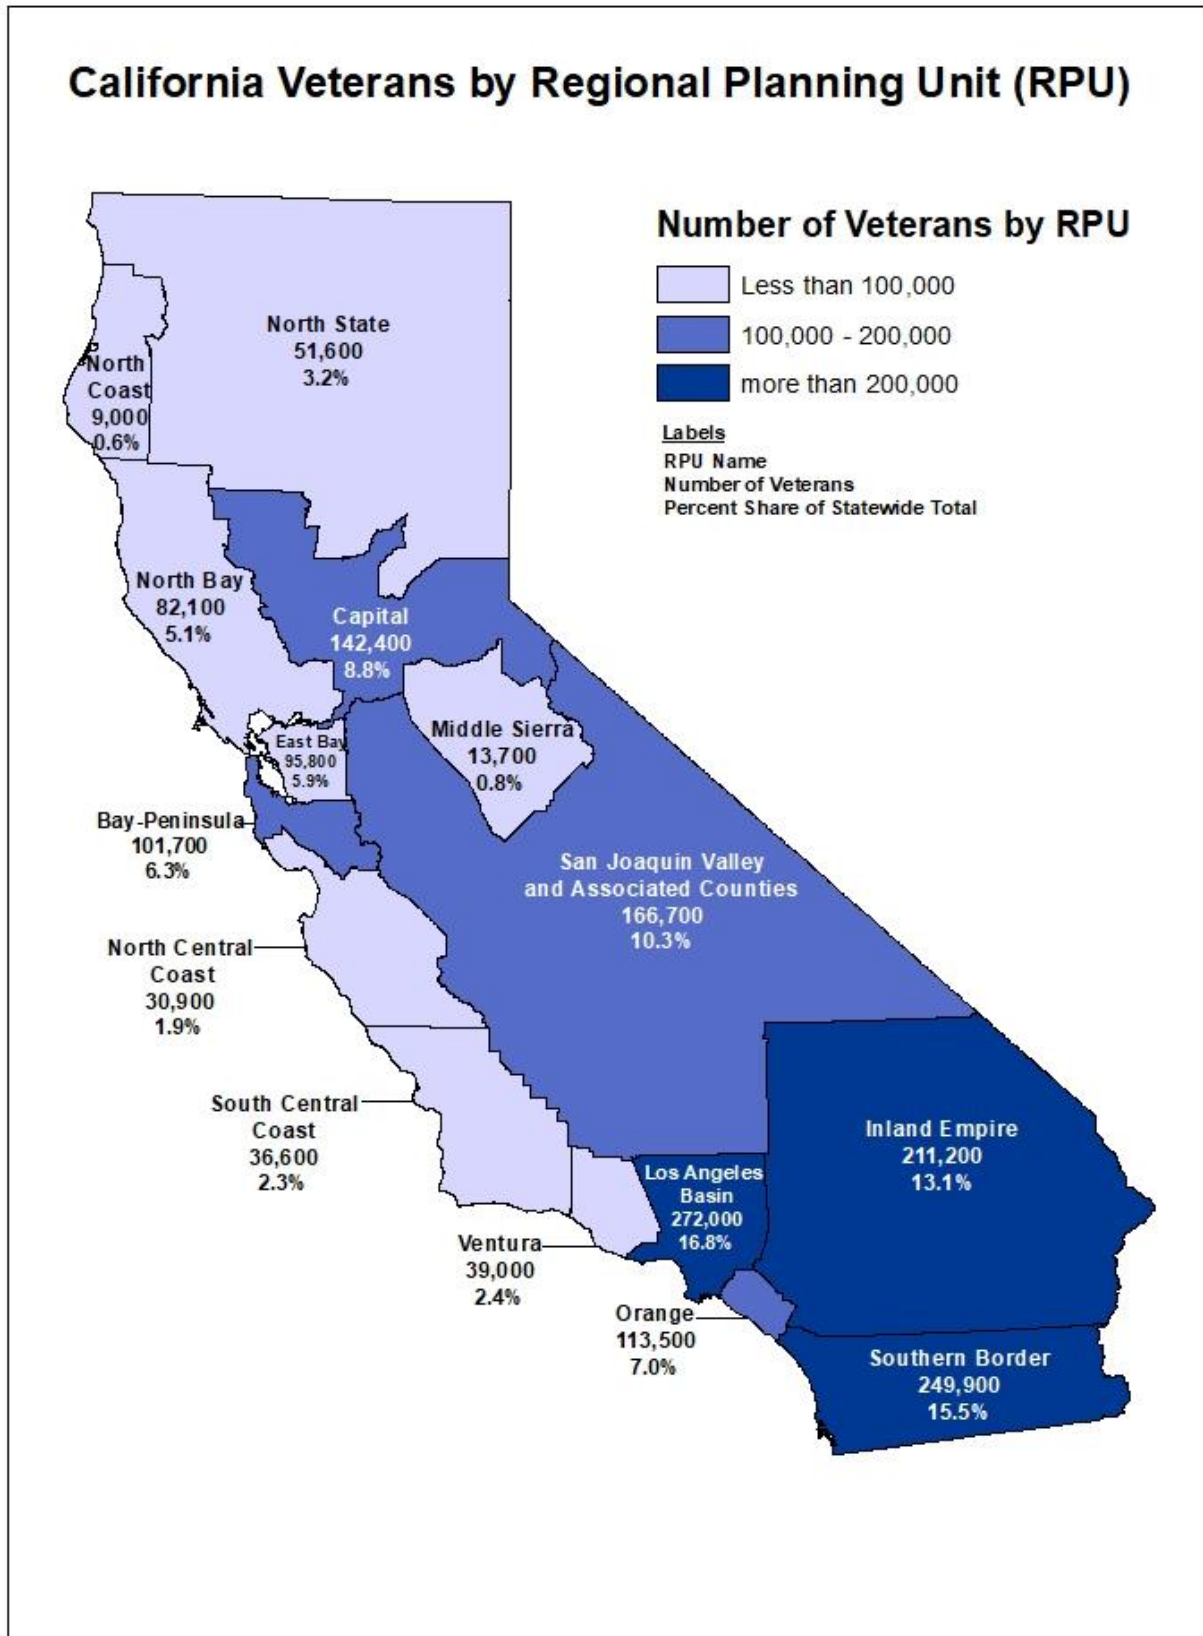 California Veterans by Regional Planning Unit (RPU)
Number of Veterans by RPU
Less than 100,000
100,000 - 200,000
more than 200,000
Labels
RPU Name
Number of Veterans
Percent Share of Statewide Total
North State
51,600
3.2%
North
Coast
9,000
0.6%
North Bay
82,100
5.1%
Capital
142,400
8.8%
Middle Sierra
13,700
0.8%
East Bay
95,800
5.9%
Bay-Peninsula
101,700
6.3%
San Joaquin Valley
and Associated Counties
166,700
10.3%
North Central
Coast
30,900
1.9%
South Central
Coast
36,600
2.3%
Inland Empire
211,200
13.1%
Los Angeles
Basin
272,000
16.8%
Ventura
39,000
2.4%
Orange
113,500
7.0%
Southern Border
249,900
15.5%